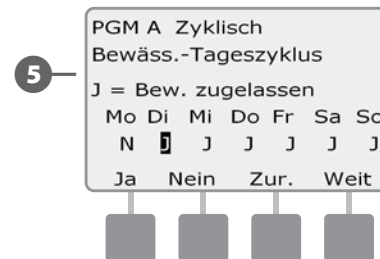 PGM A Zyklisch
Bewäss.-Tageszyklus
5
J = Bew. zugelassen
Mo Di Mi Do Fr Sa So
N J J J J J J
Ja Nein Zur. Weit